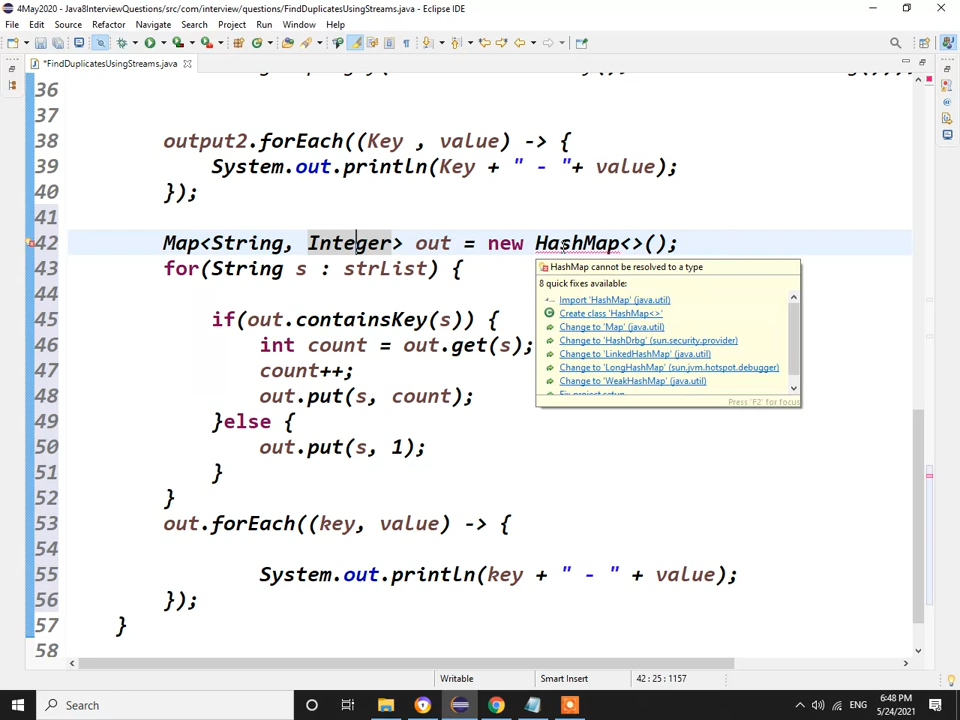 4May2020 - Java8InterviewQuestions/src/com/interview/questions/FindDuplicatesUsingStreams.java - Eclipse IDE
File Edit Source Refactor Navigate Search Project Run Window Help
*FindDuplicatesUsingStreams.java
36
37
38 output2.forEach((Key , value) -> {
39 System.out.println(Key + " - "+ value);
40 });
41
42 Map<String, Integer> out = new HashMap<>();
43 for(String s : strList) {
44
45 if(out.containsKey(s)) {
46 int count = out.get(s);
47 count++;
48 out.put(s, count);
49 }else {
50 out.put(s, 1);
51 }
52 }
53 out.forEach((key, value) -> {
54
55 System.out.println(key + " - " + value);
56 });
57 }
58
HashMap cannot be resolved to a type
8 quick fixes available:
Import 'HashMap' (java.util)
Create class 'HashMap<>'
Change to 'Map' (java.util)
Change to 'HashDrbg' (sun.security.provider)
Change to 'LinkedHashMap' (java.util)
Change to 'LongHashMap' (sun.jvm.hotspot.debugger)
Change to 'WeakHashMap' (java.util)
Fix project setup...
Press 'F2' for focus
Writable Smart Insert 42 : 25 : 1157
Search
ENG
6:48 PM
5/24/2021